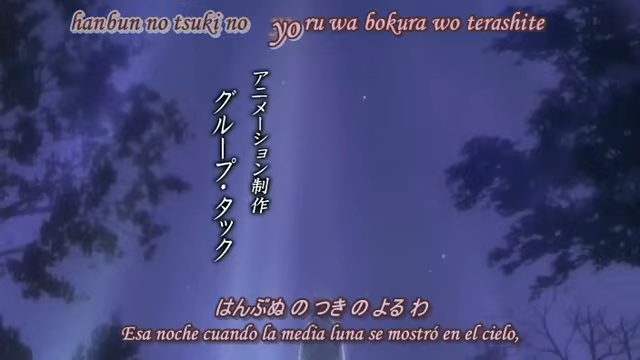 hanbun no tsuki no yoru wa bokura wo terashite
アニメーション制作
グループ・タック
はんぶぬ の つき の よる わ
Esa noche cuando la media luna se mostró en el cielo,